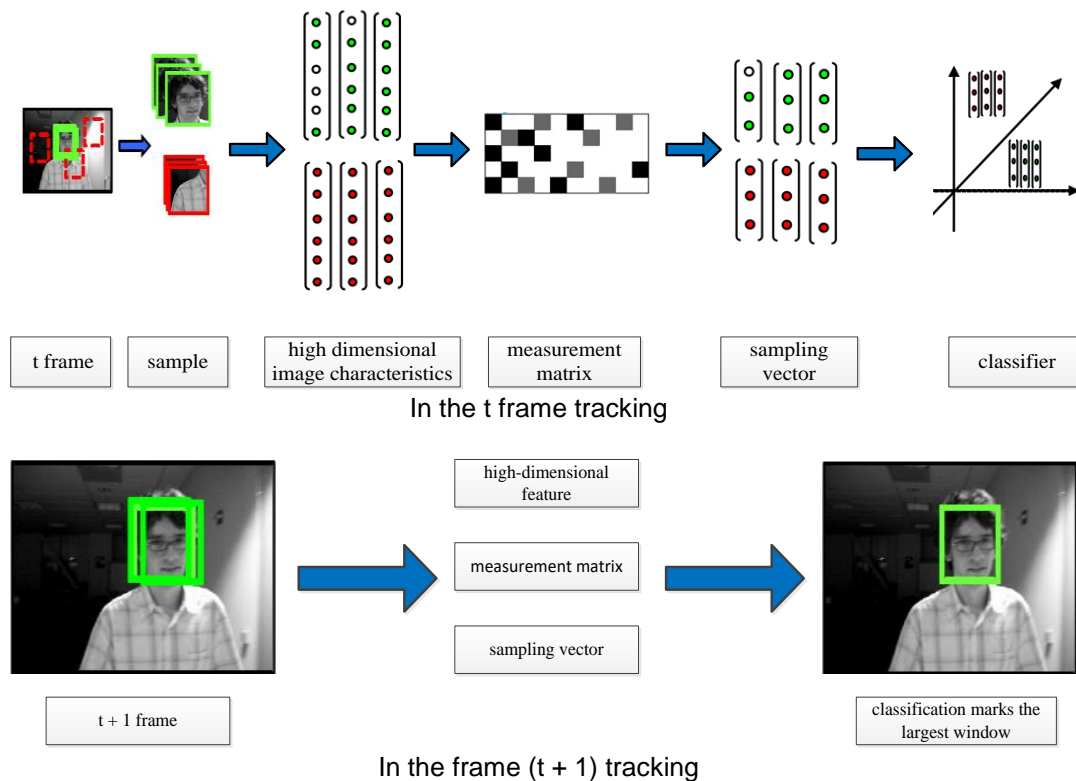 t frame
sample
high dimensional
image characteristics
measurement
matrix
sampling
vector
classifier
In the t frame tracking
high-dimensional
feature
measurement matrix
sampling vector
t + 1 frame
classification marks the
largest window
In the frame (t + 1) tracking